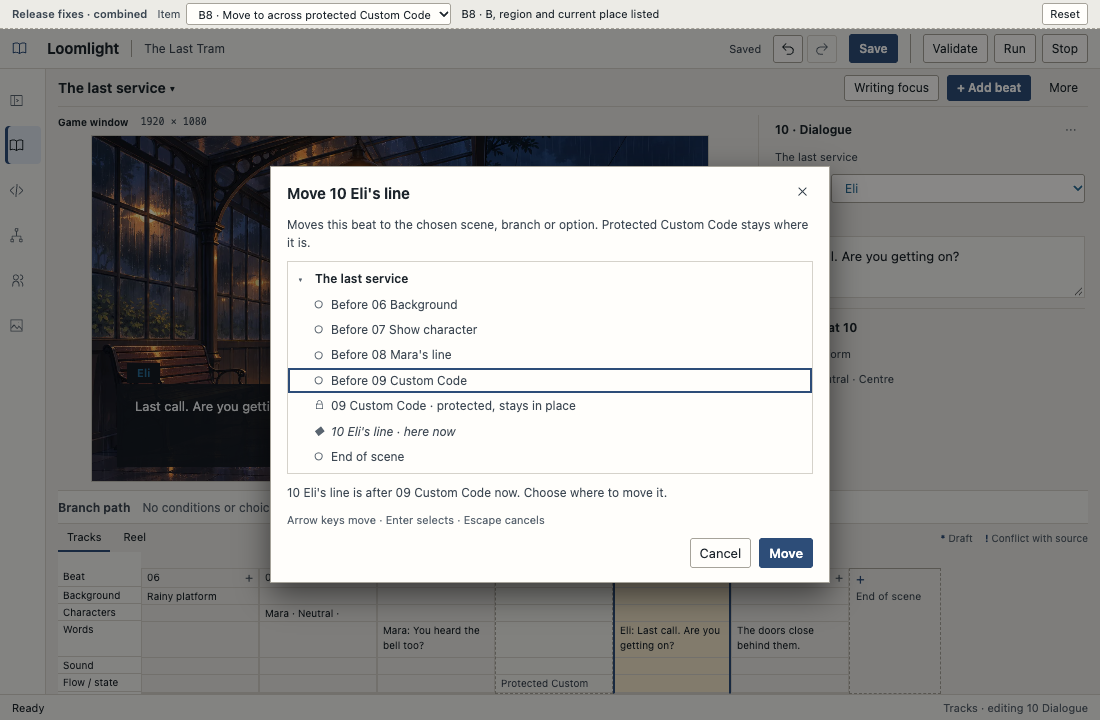 Release fixes · combined Item B8 · Move to across protected Custom Code B8 · B, region and current place listed Reset
Loomlight The Last Tram Saved Save Validate Run Stop
The last service ▾ Writing focus + Add beat More
Game window 1920 × 1080
10 · Dialogue ...
The last service
Eli
l. Are you getting on?
at 10
orm
utral · Centre
Eli
Last call. Are you getti
Move 10 Eli's line
Moves this beat to the chosen scene, branch or option. Protected Custom Code stays where
it is.
The last service
Before 06 Background
Before 07 Show character
Before 08 Mara's line
Before 09 Custom Code
09 Custom Code · protected, stays in place
10 Eli's line · here now
End of scene
10 Eli's line is after 09 Custom Code now. Choose where to move it.
Arrow keys move · Enter selects · Escape cancels
Cancel Move
Branch path No conditions or choic
Tracks Reel * Draft ! Conflict with source
Beat 06 + 0 + +
Background Rainy platform End of scene
Characters Mara · Neutral ·
Words Mara: You heard the Eli: Last call. Are you The doors close
bell too? getting on? behind them.
Sound
Flow / state Protected Custom
Ready Tracks · editing 10 Dialogue